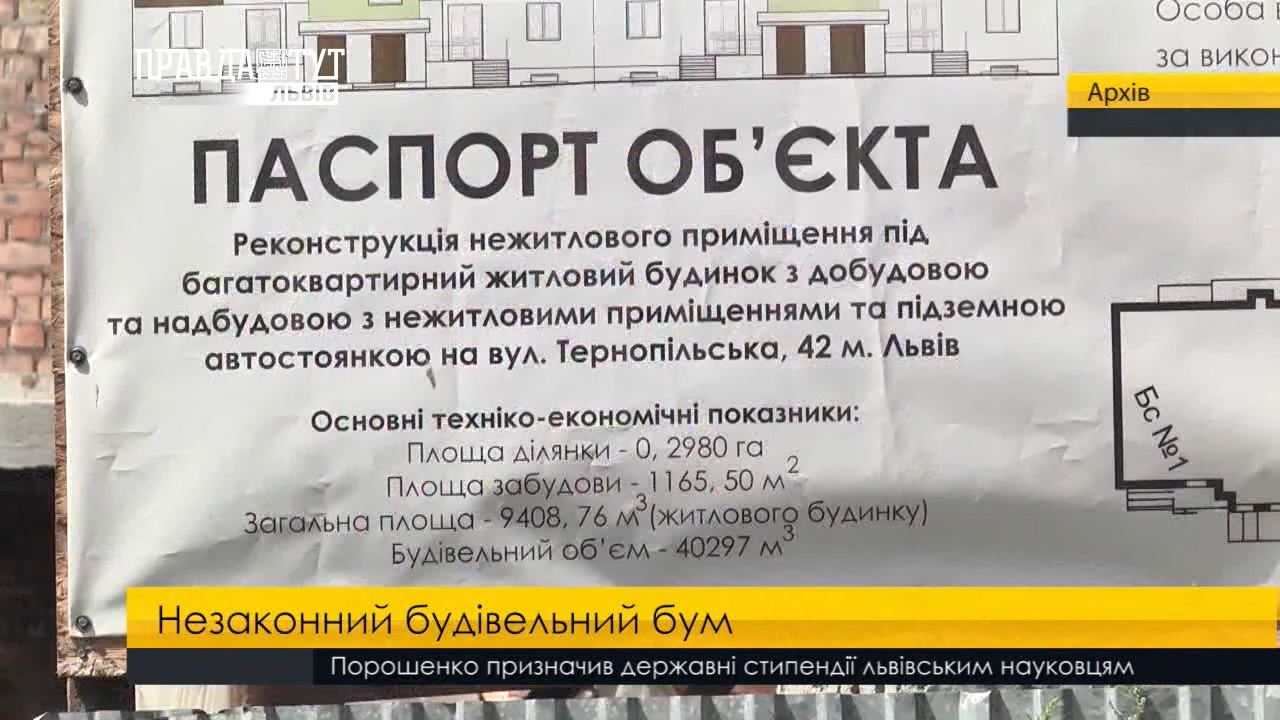 Особа в
за викон
ПРАВДА ТУТ
ЛЬВІВ
Архів
ПАСПОРТ ОБ’ЄКТА
Реконструкція нежитлового приміщення під
багатоквартирний житловий будинок з добудовою
та надбудовою з нежитловими приміщеннями та підземною
автостоянкою на вул. Тернопільська, 42 м. Львів
Основні техніко-економічні показники:
Площа ділянки - 0, 2980 га
Площа забудови - 1165, 50 м²
Загальна площа - 9408, 76 м³(житлового будинку)
Будівельний об’єм - 40297 м³
Бс №1
Незаконний будівельний бум
Порошенко призначив державні стипендії львівським науковцям